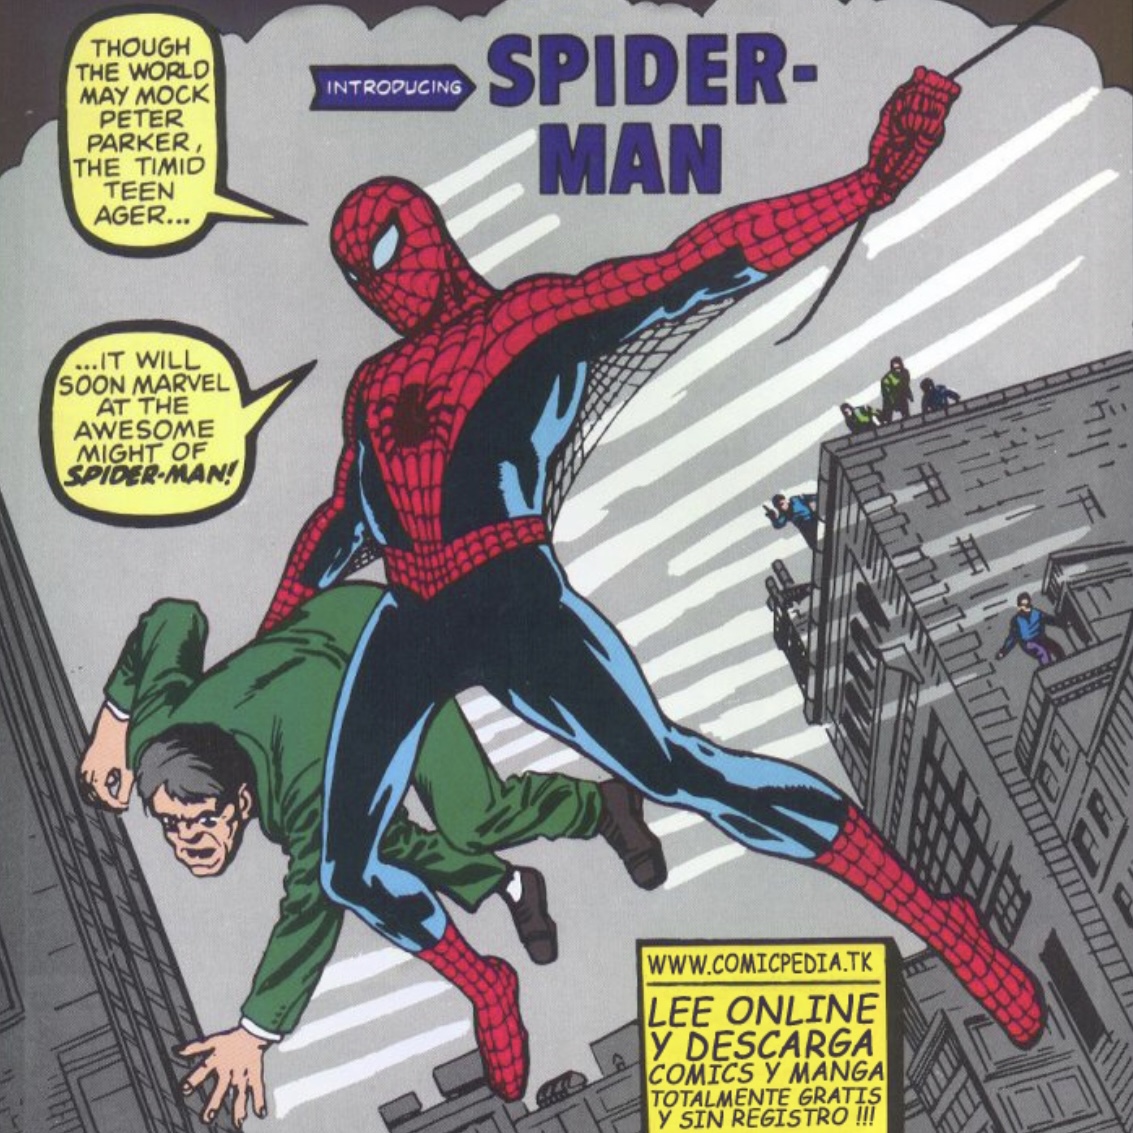 THOUGH
THE WORLD
MAY MOCK
PETER
PARKER,
THE TIMID
TEEN
AGER...
INTRODUCING
SPIDER-
MAN
...IT WILL
SOON MARVEL
AT THE
AWESOME
MIGHT OF
SPIDER-MAN!
WWW.COMICPEDIA.TK
LEE ONLINE
Y DESCARGA
COMICS Y MANGA
TOTALMENTE GRATIS
Y SIN REGISTRO !!!